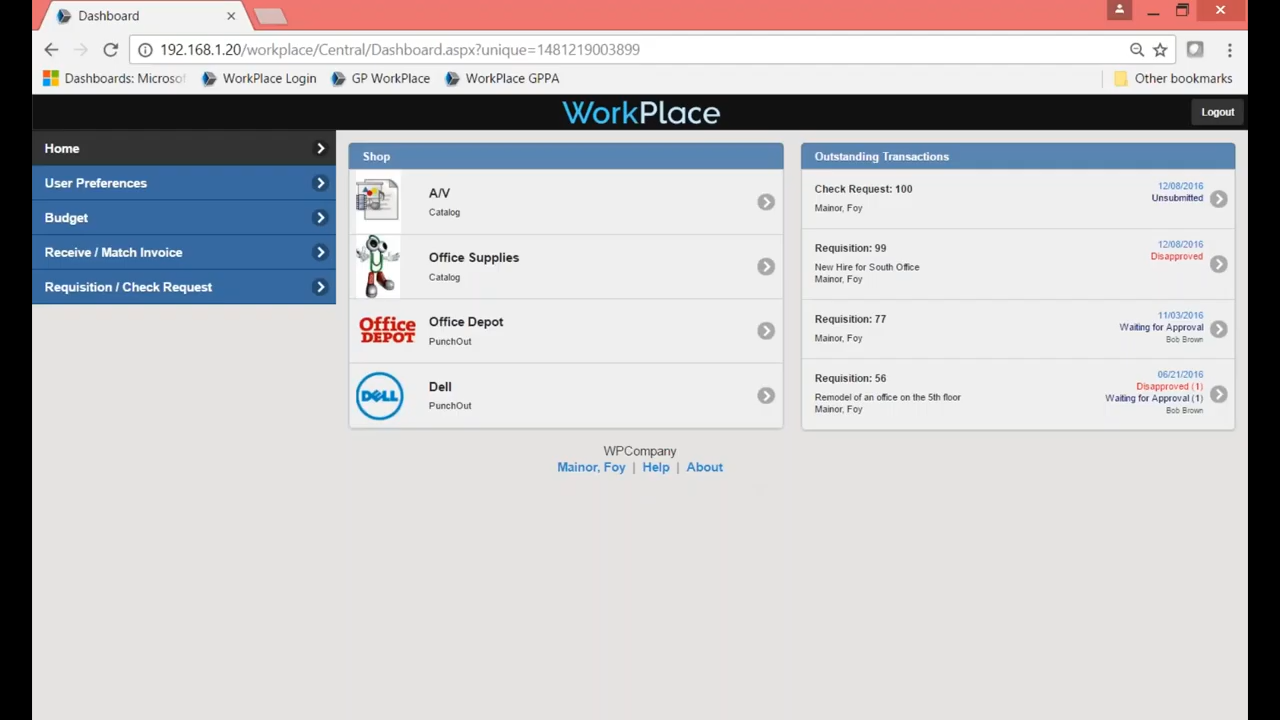 Dashboard
192.168.1.20/workplace/Central/Dashboard.aspx?unique=1481219003899
Dashboards: Microsof
WorkPlace Login
GP WorkPlace
WorkPlace GPPA
Other bookmarks
WorkPlace
Logout
Home
User Preferences
Budget
Receive / Match Invoice
Requisition / Check Request
Shop
A/V
Catalog
Office Supplies
Catalog
Office DEPOT
Office Depot
PunchOut
DELL
Dell
PunchOut
Outstanding Transactions
Check Request: 100
Mainor, Foy
12/08/2016
Unsubmitted
Requisition: 99
New Hire for South Office
Mainor, Foy
12/08/2016
Disapproved
Requisition: 77
Mainor, Foy
11/03/2016
Waiting for Approval
Bob Brown
Requisition: 56
Remodel of an office on the 5th floor
Mainor, Foy
06/21/2016
Disapproved (1)
Waiting for Approval (1)
Bob Brown
WPCompany
Mainor, Foy | Help | About